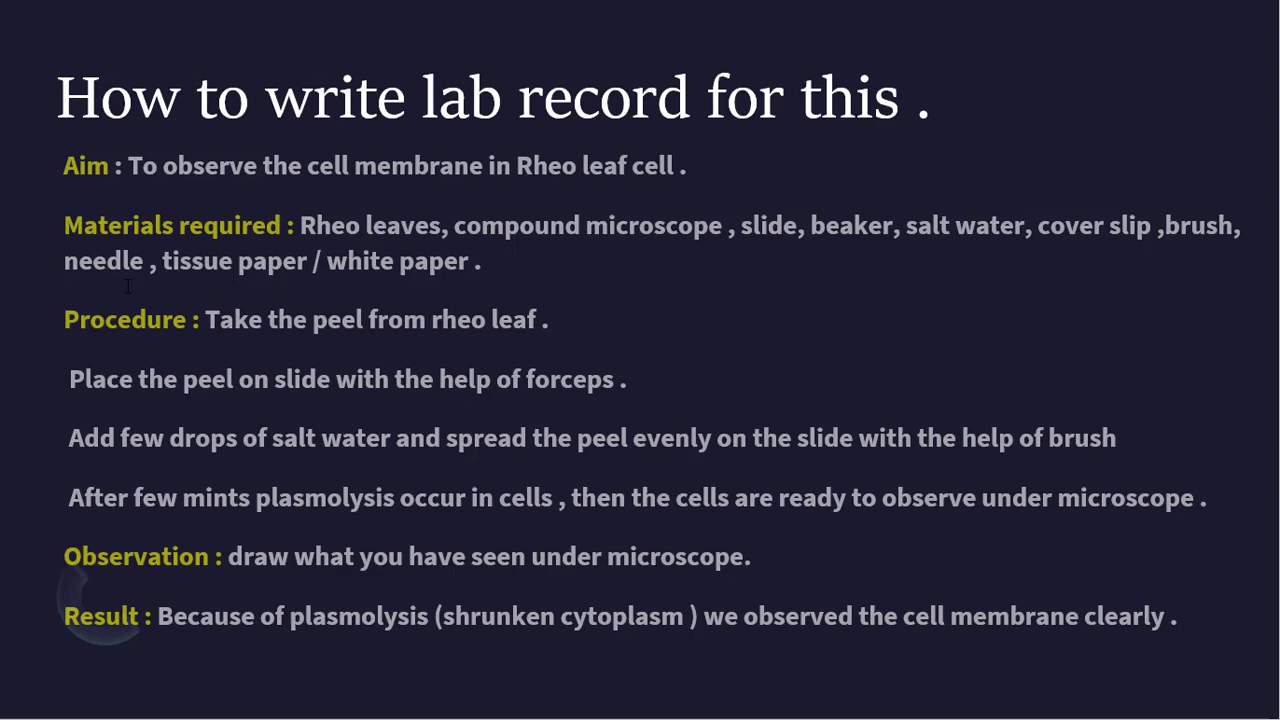 How to write lab record for this .
Aim : To observe the cell membrane in Rheo leaf cell .
Materials required : Rheo leaves, compound microscope , slide, beaker, salt water, cover slip ,brush,
needle , tissue paper / white paper .
Procedure : Take the peel from rheo leaf .
Place the peel on slide with the help of forceps .
Add few drops of salt water and spread the peel evenly on the slide with the help of brush
After few mints plasmolysis occur in cells , then the cells are ready to observe under microscope .
Observation : draw what you have seen under microscope.
Result : Because of plasmolysis (shrunken cytoplasm ) we observed the cell membrane clearly .